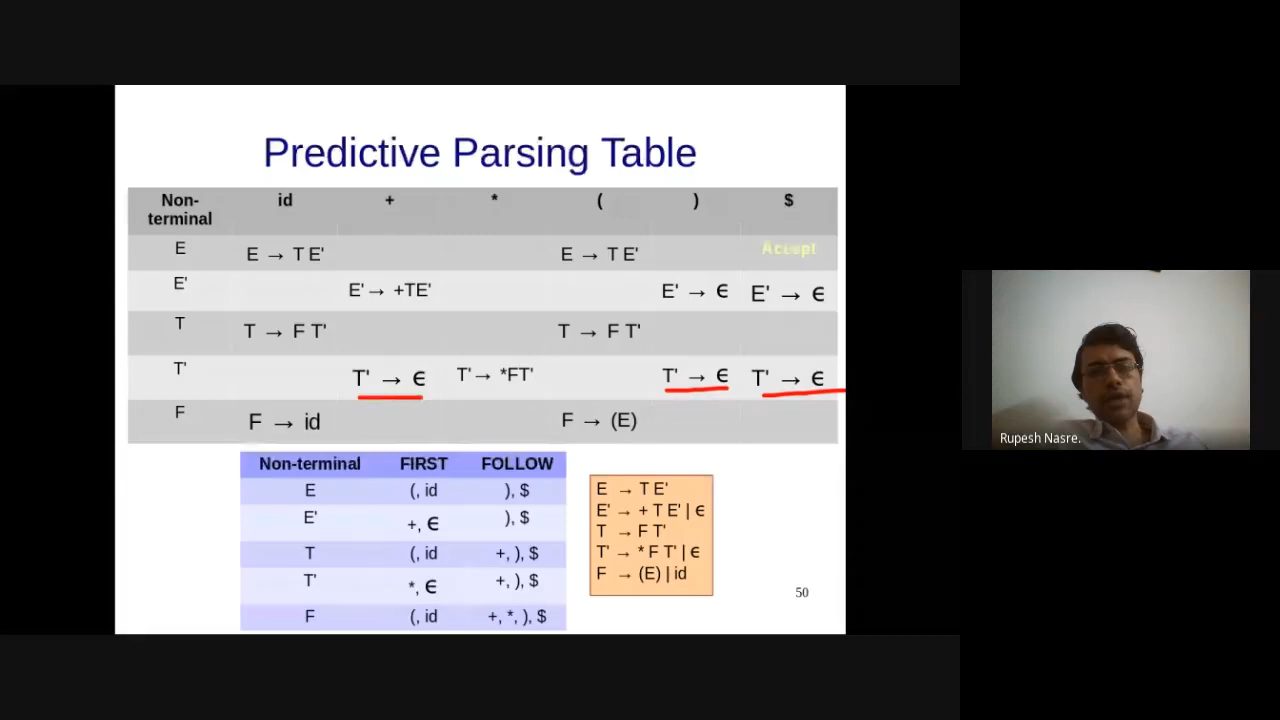 Predictive Parsing Table
Non-terminal id + * ( ) $
E E → T E' E → T E' Accept
E' E' → +TE' E' → ϵ E' → ϵ
T T → F T' T → F T'
T' T' → ϵ T' → *FT' T' → ϵ T' → ϵ
F F → id F → (E)
Non-terminal FIRST FOLLOW
E (, id ), $
E' +, ϵ ), $
T (, id +, ), $
T' *, ϵ +, ), $
F (, id +, *, ), $
E → T E'
E' → + T E' | ϵ
T → F T'
T' → * F T' | ϵ
F → (E) | id
50
Rupesh Nasre.